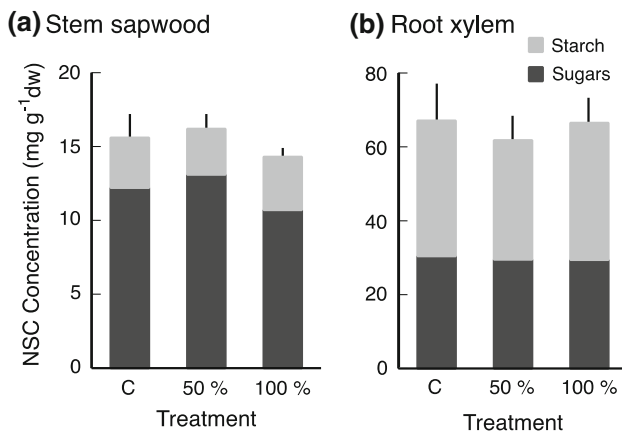 (a) Stem sapwood
(b) Root xylem
Starch
Sugars
NSC Concentration (mg g⁻¹dw)
20
15
10
5
0
C 50 % 100 %
Treatment
80
60
40
20
0
C 50 % 100 %
Treatment